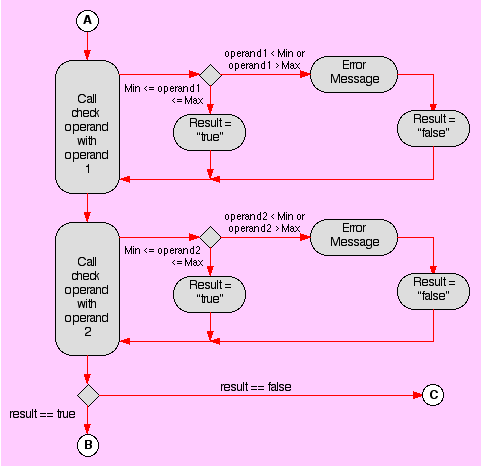 A
operand1 < Min or
operand1 > Max
Error
Message
Min <= operand1
<= Max
Call
check
operand
with
operand
1
Result =
"true"
Result =
"false"
operand2 < Min or
operand2 > Max
Error
Message
Min <= operand2
<= Max
Call
check
operand
with
operand
2
Result =
"true"
Result =
"false"
result == false
C
result == true
B